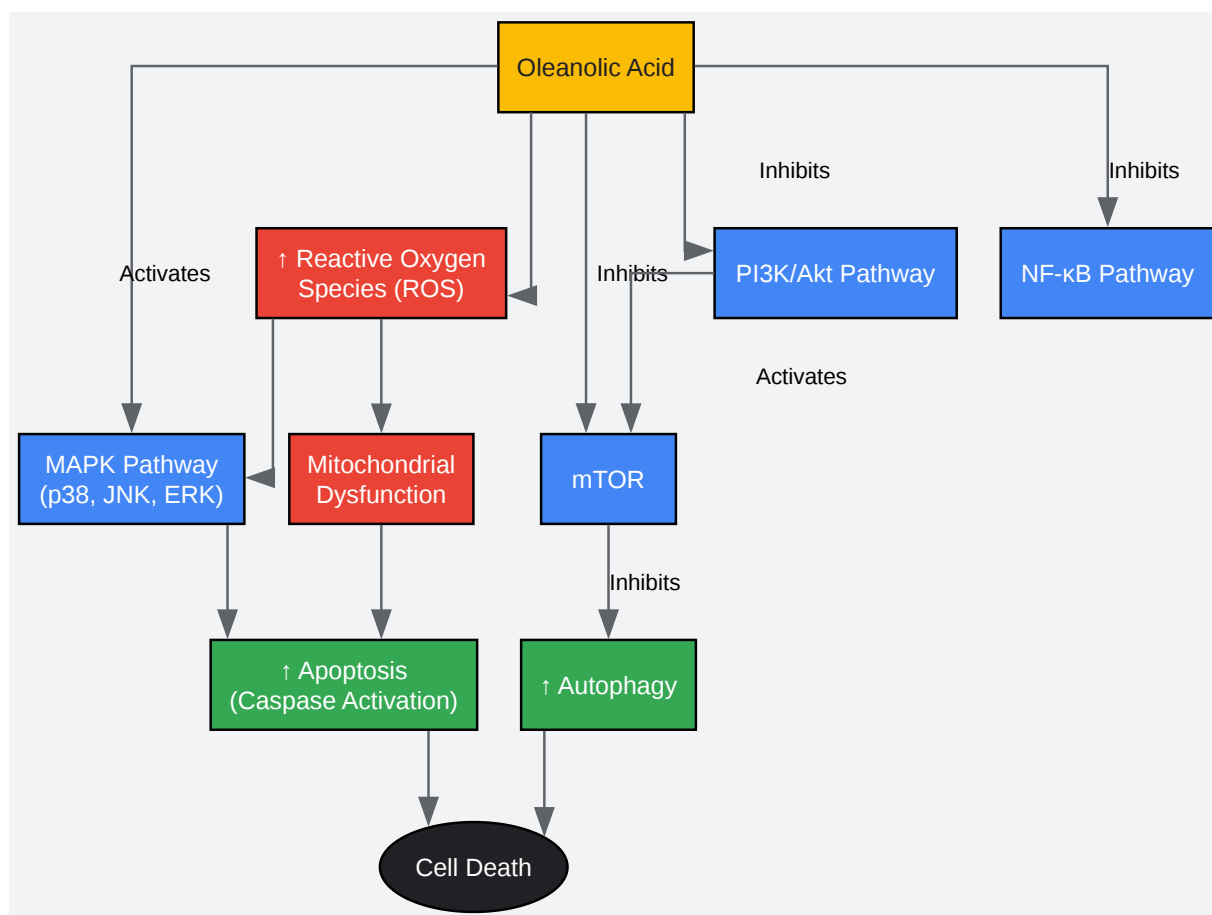 Oleanolic Acid
Inhibits
Inhibits
Activates
↑ Reactive Oxygen
Species (ROS)
Inhibits
PI3K/Akt Pathway
NF-κB Pathway
Activates
MAPK Pathway
(p38, JNK, ERK)
Mitochondrial
Dysfunction
mTOR
Inhibits
↑ Apoptosis
(Caspase Activation)
↑ Autophagy
Cell Death